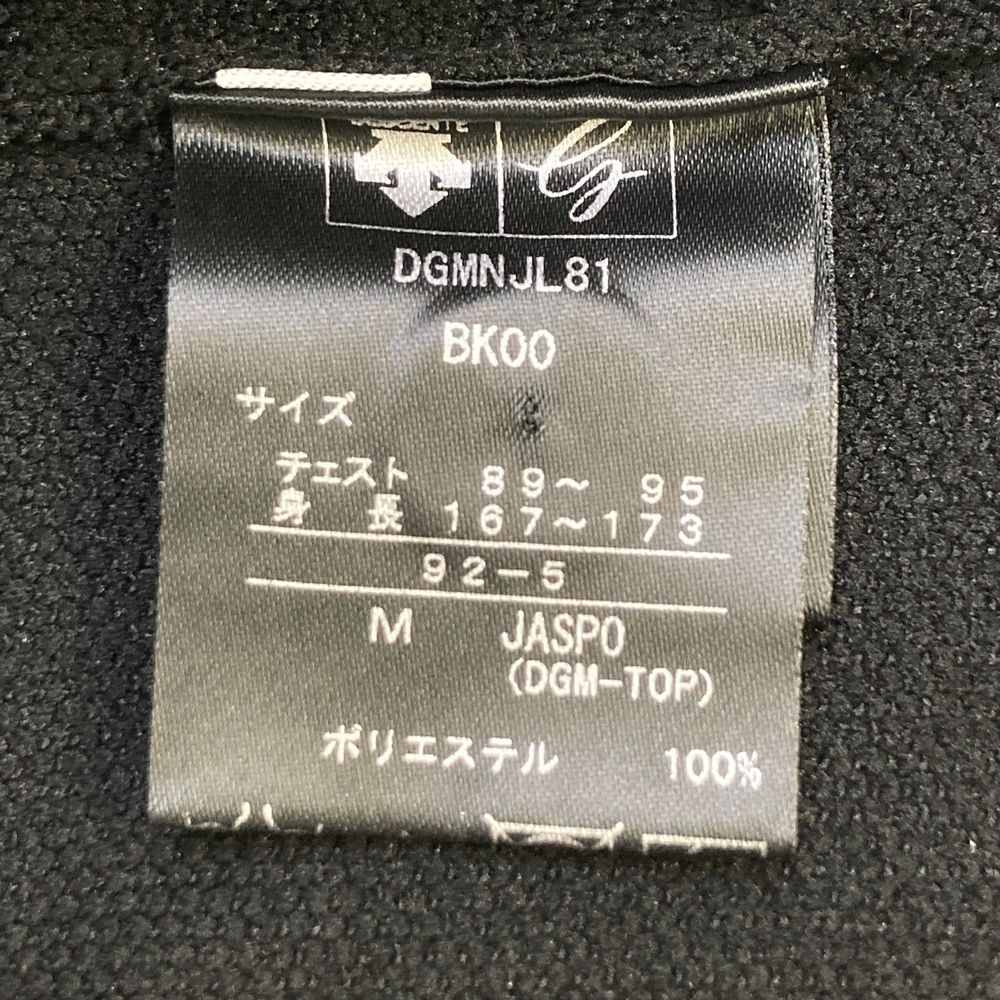 DGMNJL81
BK00
サイズ
チェスト 89~ 95
身 長 167~173
92-5
M JASPO
(DGM-TOP)
ポリエステル 100%